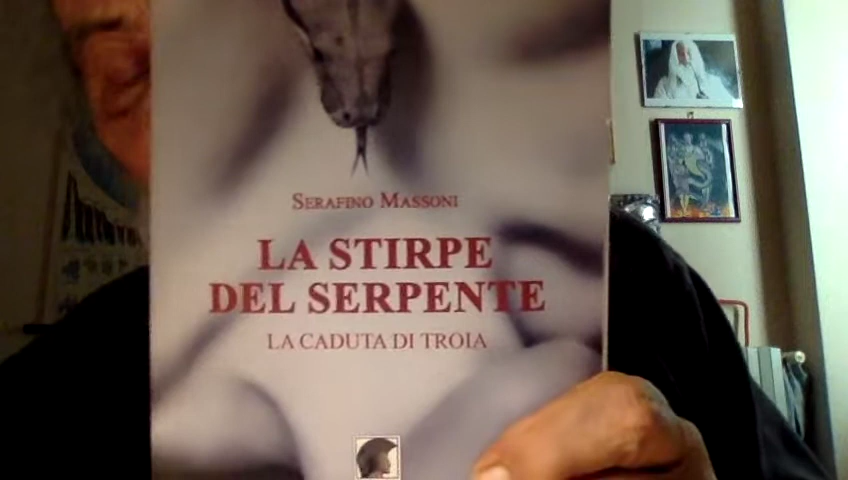 SERAFINO MASSONI
LA STIRPE
DEL SERPENTE
LA CADUTA DI TROIA